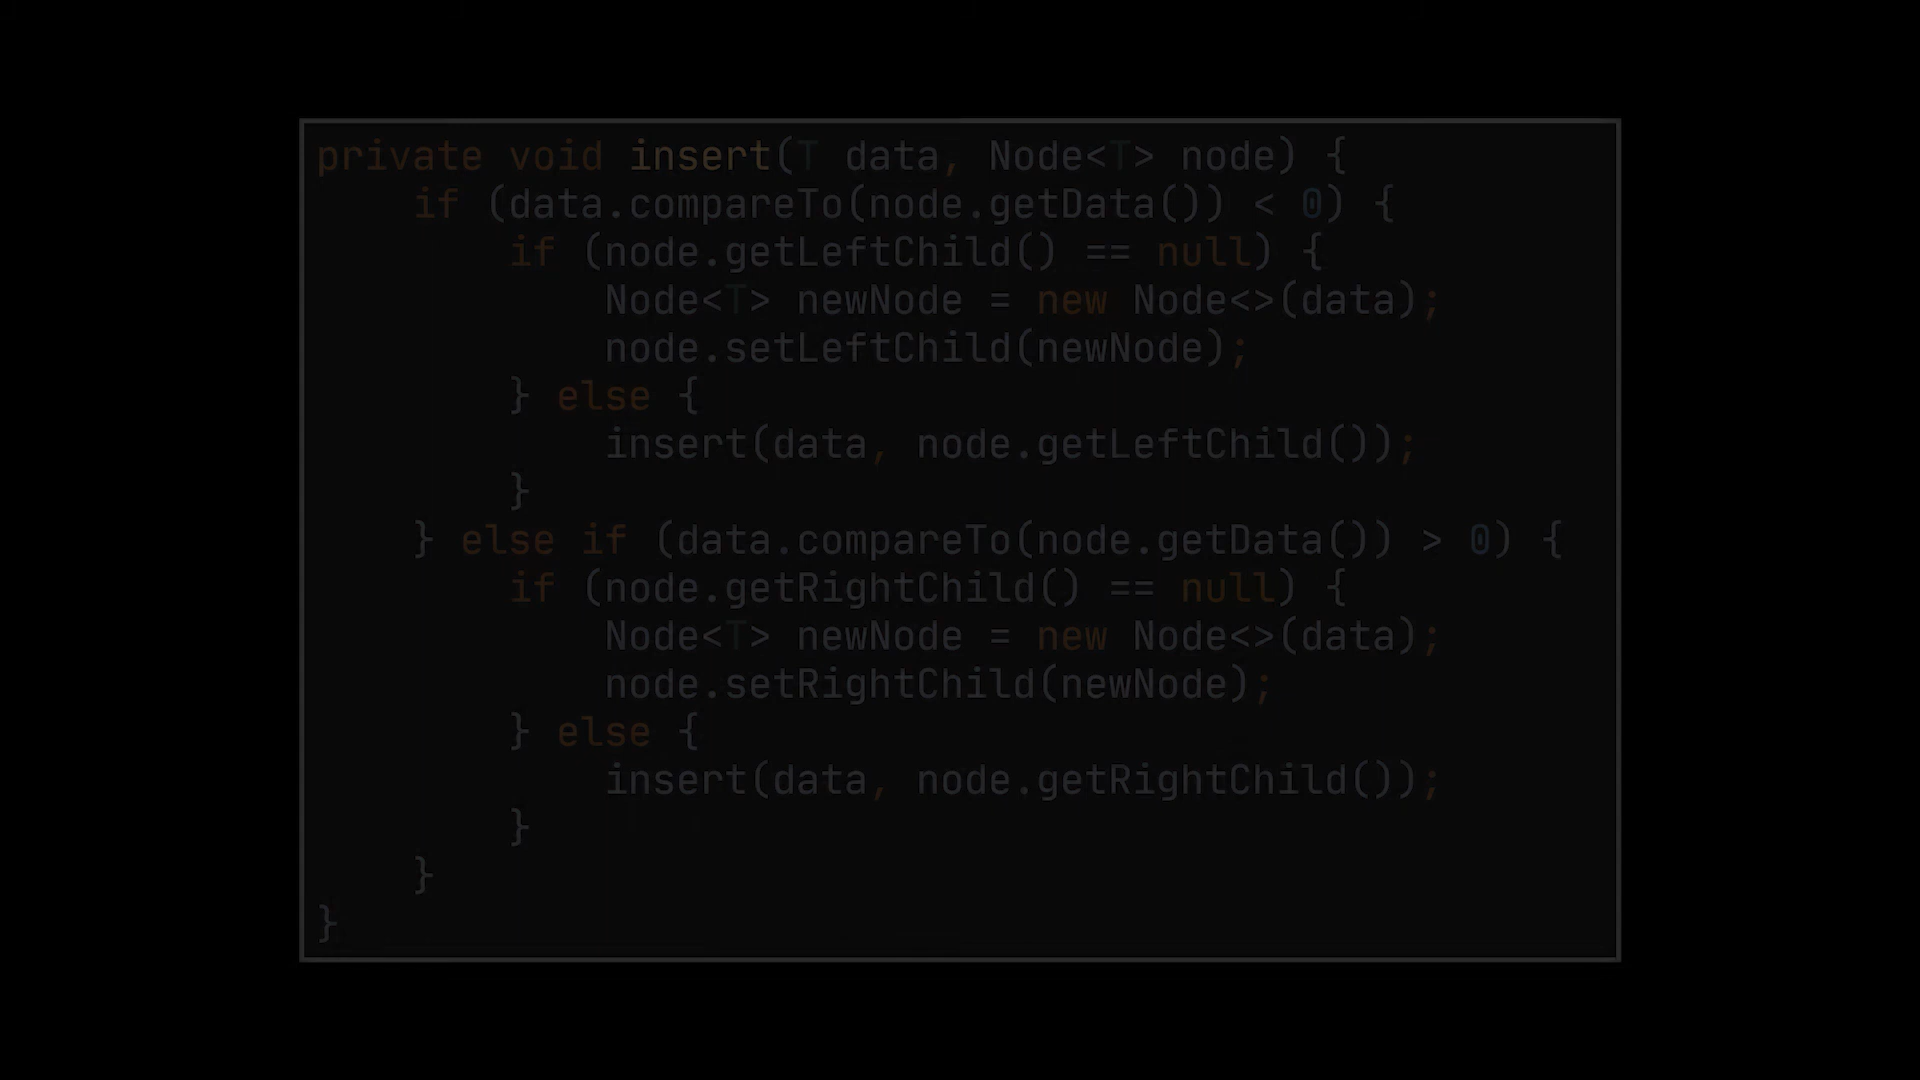 private void insert(T data, Node<T> node) {
    if (data.compareTo(node.getData()) < 0) {
        if (node.getLeftChild() == null) {
            Node<T> newNode = new Node<>(data);
            node.setLeftChild(newNode);
        } else {
            insert(data, node.getLeftChild());
        }
    } else if (data.compareTo(node.getData()) > 0) {
        if (node.getRightChild() == null) {
            Node<T> newNode = new Node<>(data);
            node.setRightChild(newNode);
        } else {
            insert(data, node.getRightChild());
        }
    }
}